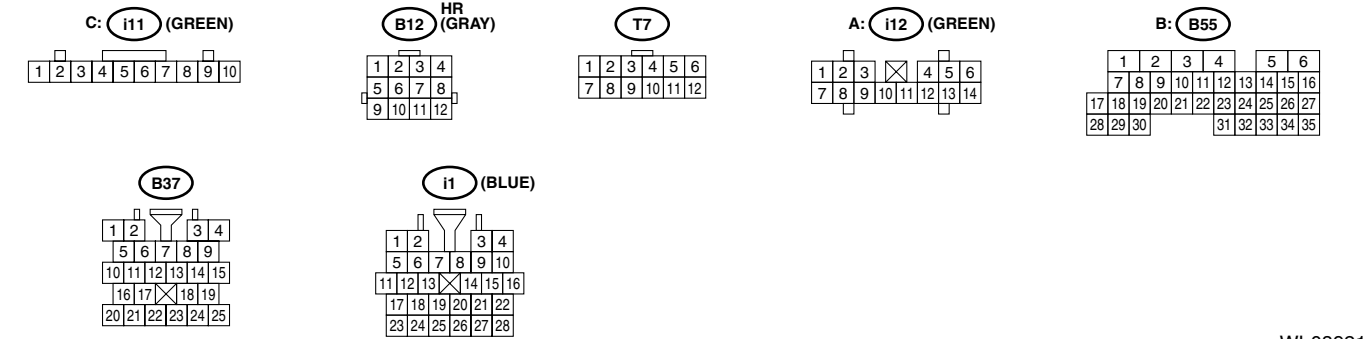 C: i11 (GREEN)
1 2 3 4 5 6 7 8 9 10
B12 HR (GRAY)
1 2 3 4
5 6 7 8
9 10 11 12
T7
1 2 3 4 5 6
7 8 9 10 11 12
A: i12 (GREEN)
1 2 3 4 5 6
7 8 9 10 11 12 13 14
B: B55
1 2 3 4 5 6
7 8 9 10 11 12 13 14 15 16
17 18 19 20 21 22 23 24 25 26 27
28 29 30 31 32 33 34 35
B37
1 2 3 4
5 6 7 8 9
10 11 12 13 14 15
16 17 18 19
20 21 22 23 24 25
i1 (BLUE)
1 2 3 4
5 6 7 8 9 10
11 12 13 14 15 16
17 18 19 20 21 22
23 24 25 26 27 28